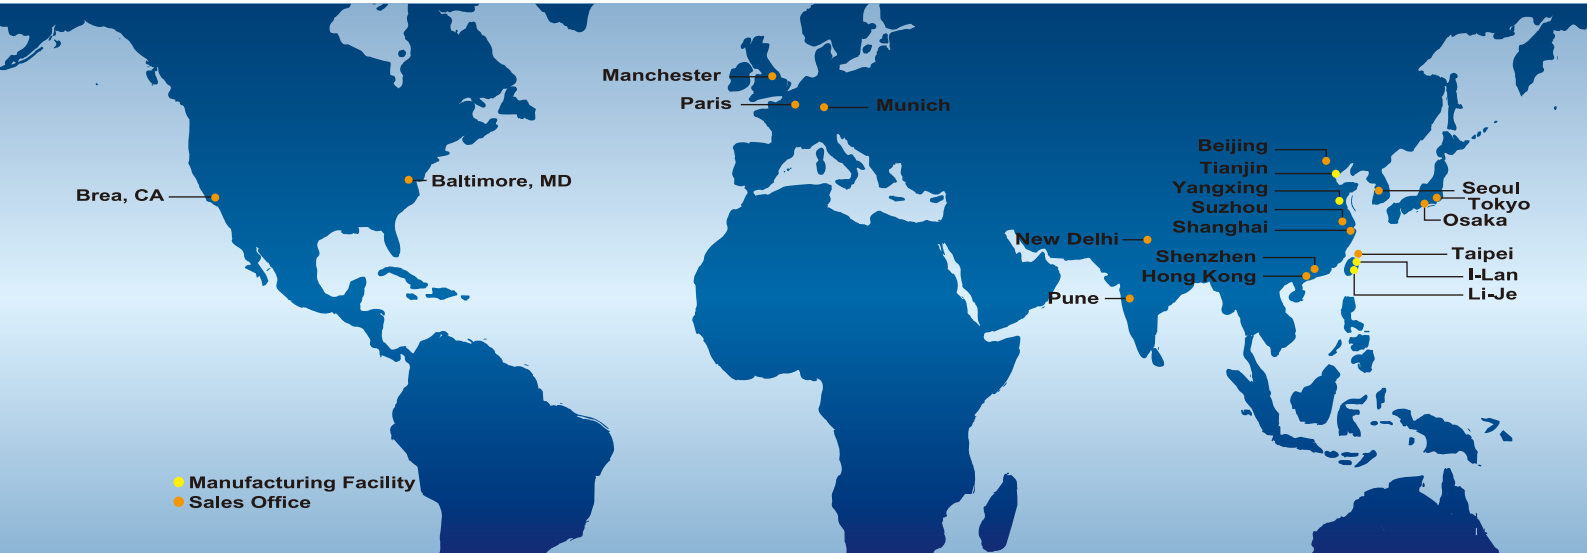 Manchester
Paris
Munich
Beijing
Tianjin
Yangxing
Suzhou
Shanghai
Seoul
Tokyo
Osaka
Brea, CA
Baltimore, MD
New Delhi
Shenzhen
Hong Kong
Pune
Taipei
I-Lan
Li-Je
Manufacturing Facility
Sales Office